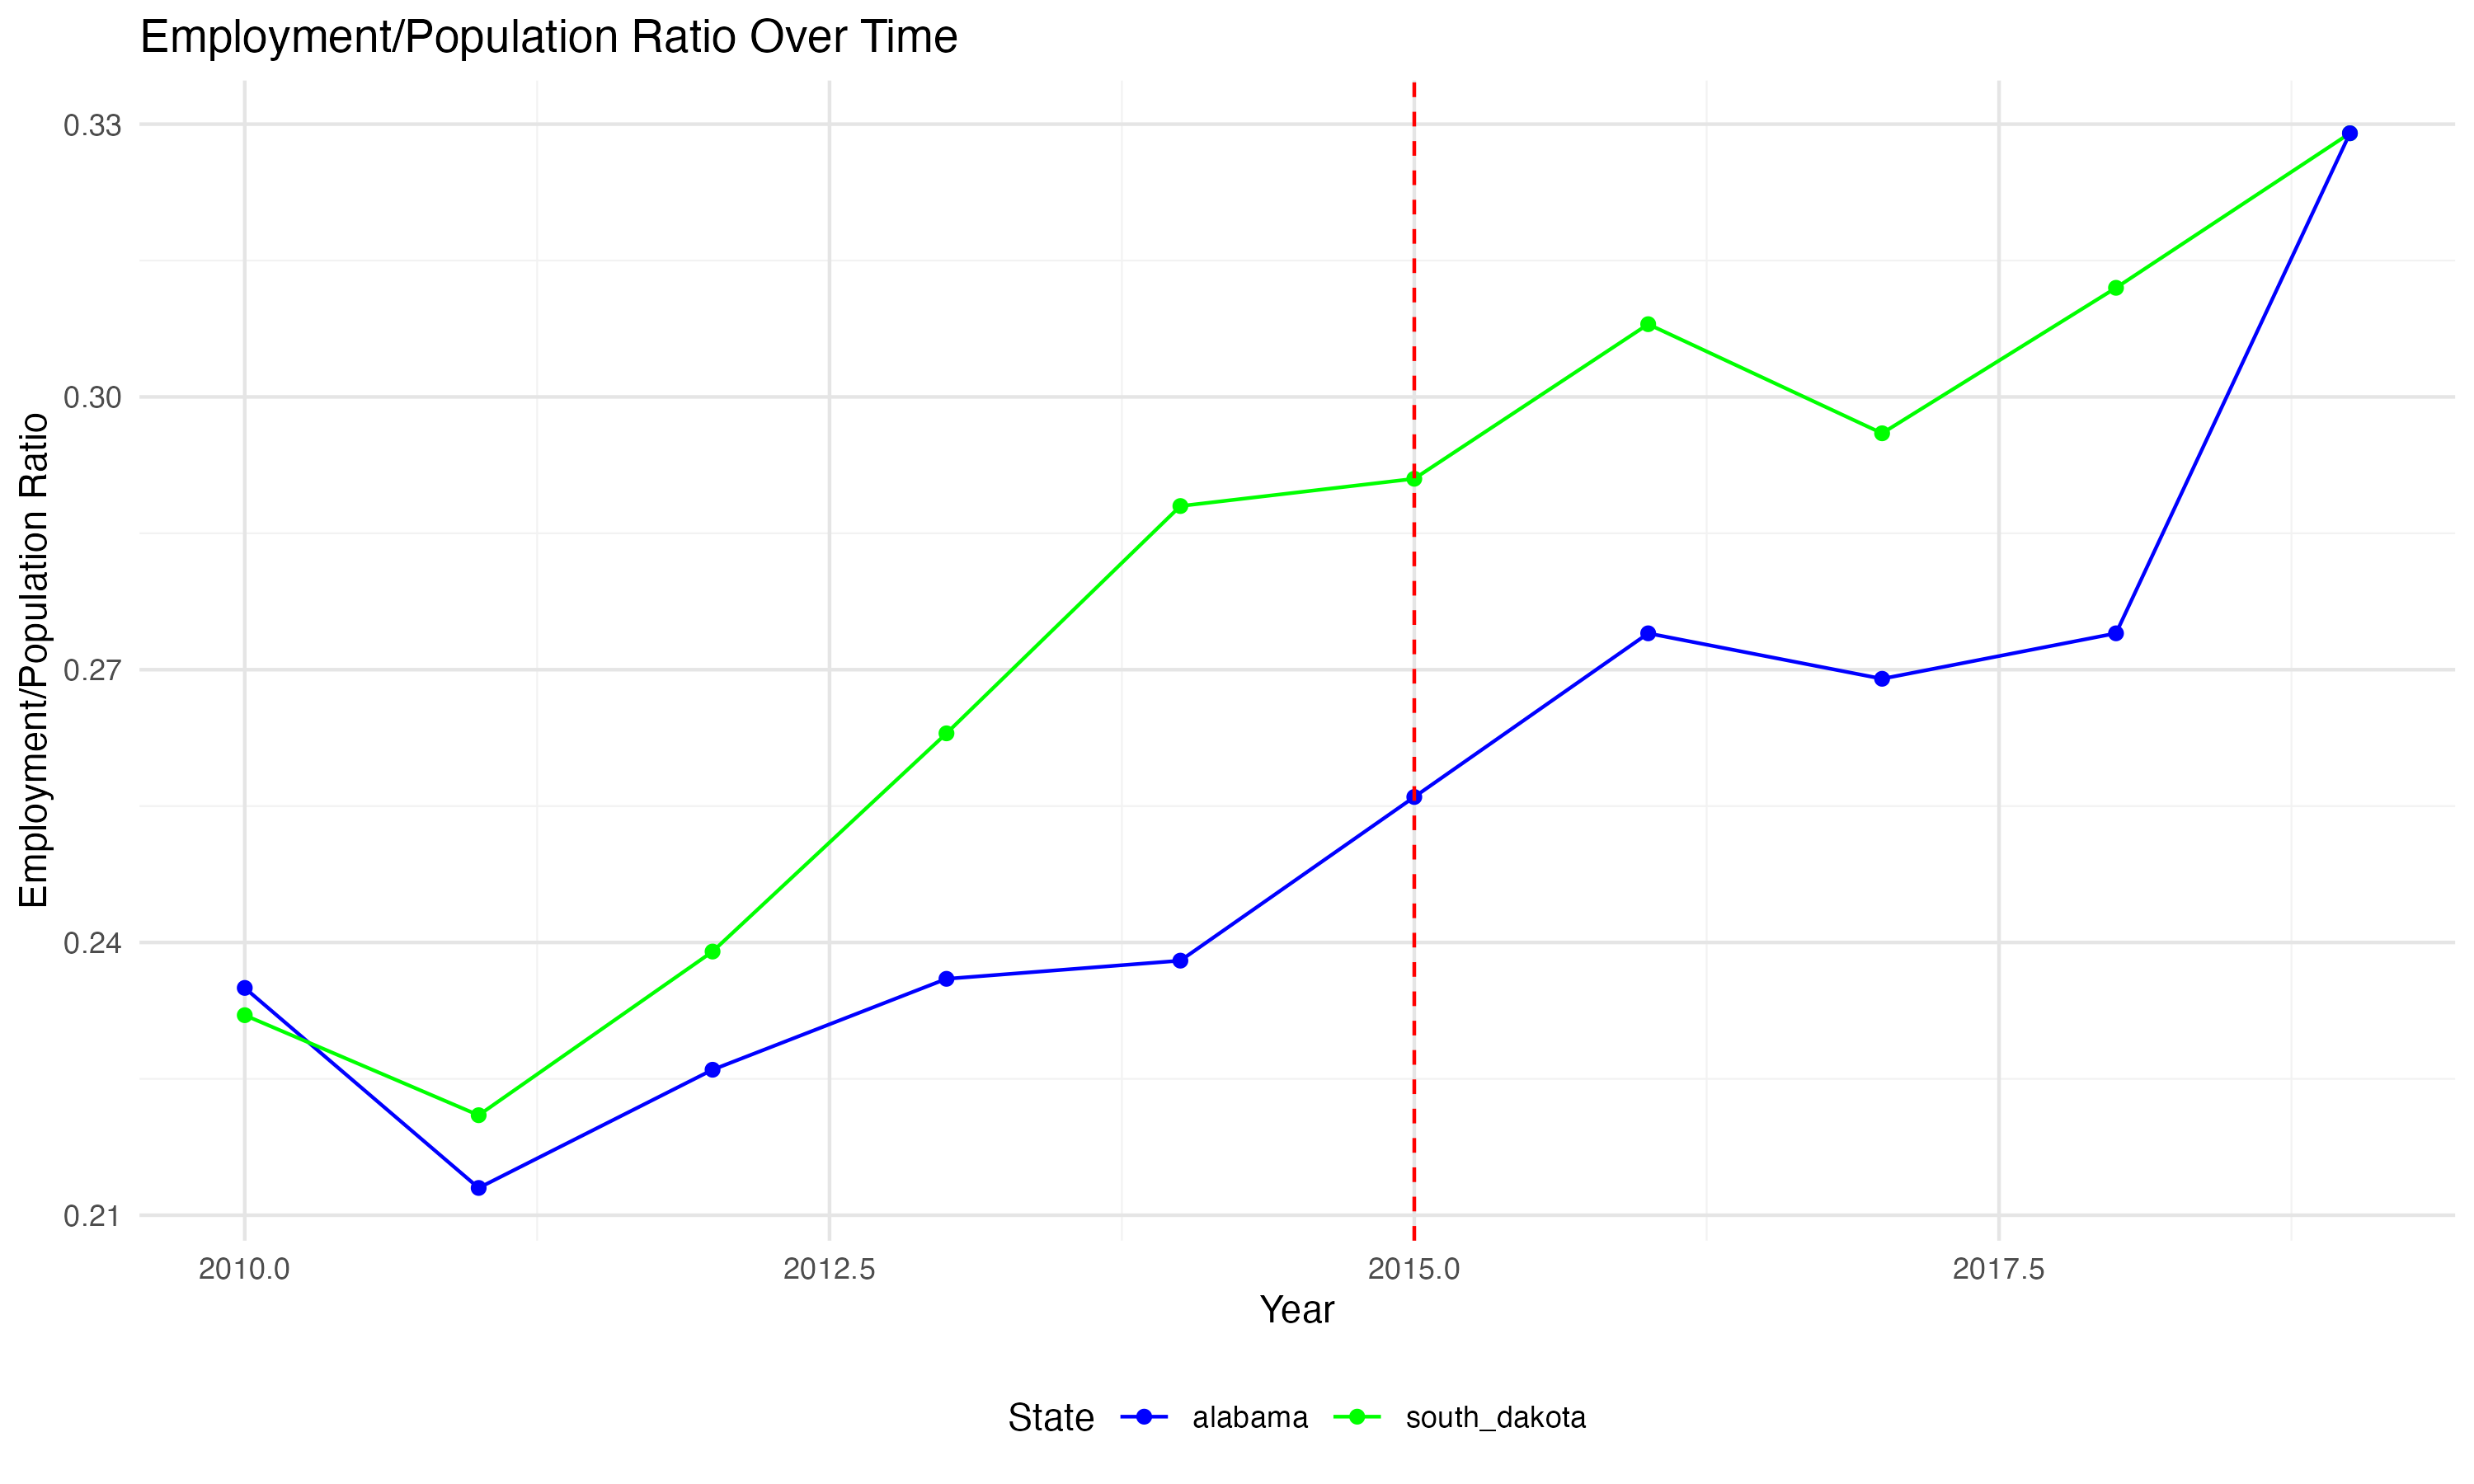 Employment/Population Ratio Over Time
Employment/Population Ratio
0.33
0.30
0.27
0.24
0.21
2010.0 2012.5 2015.0 2017.5
Year
State alabama south_dakota